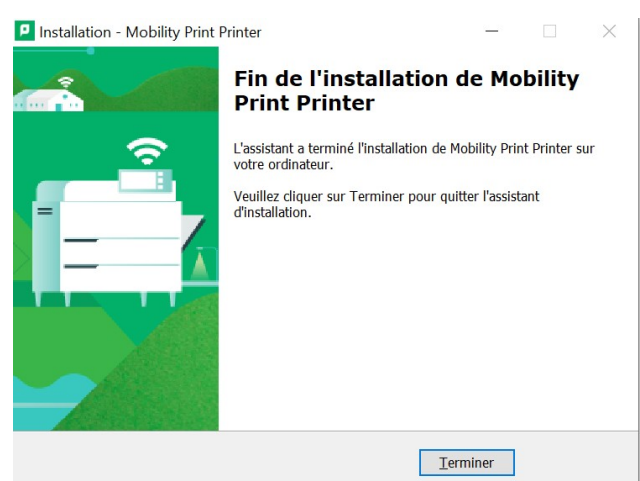 Installation - Mobility Print Printer
Fin de l'installation de Mobility
Print Printer
L'assistant a terminé l'installation de Mobility Print Printer sur
votre ordinateur.
Veuillez cliquer sur Terminer pour quitter l'assistant
d'installation.
Terminer